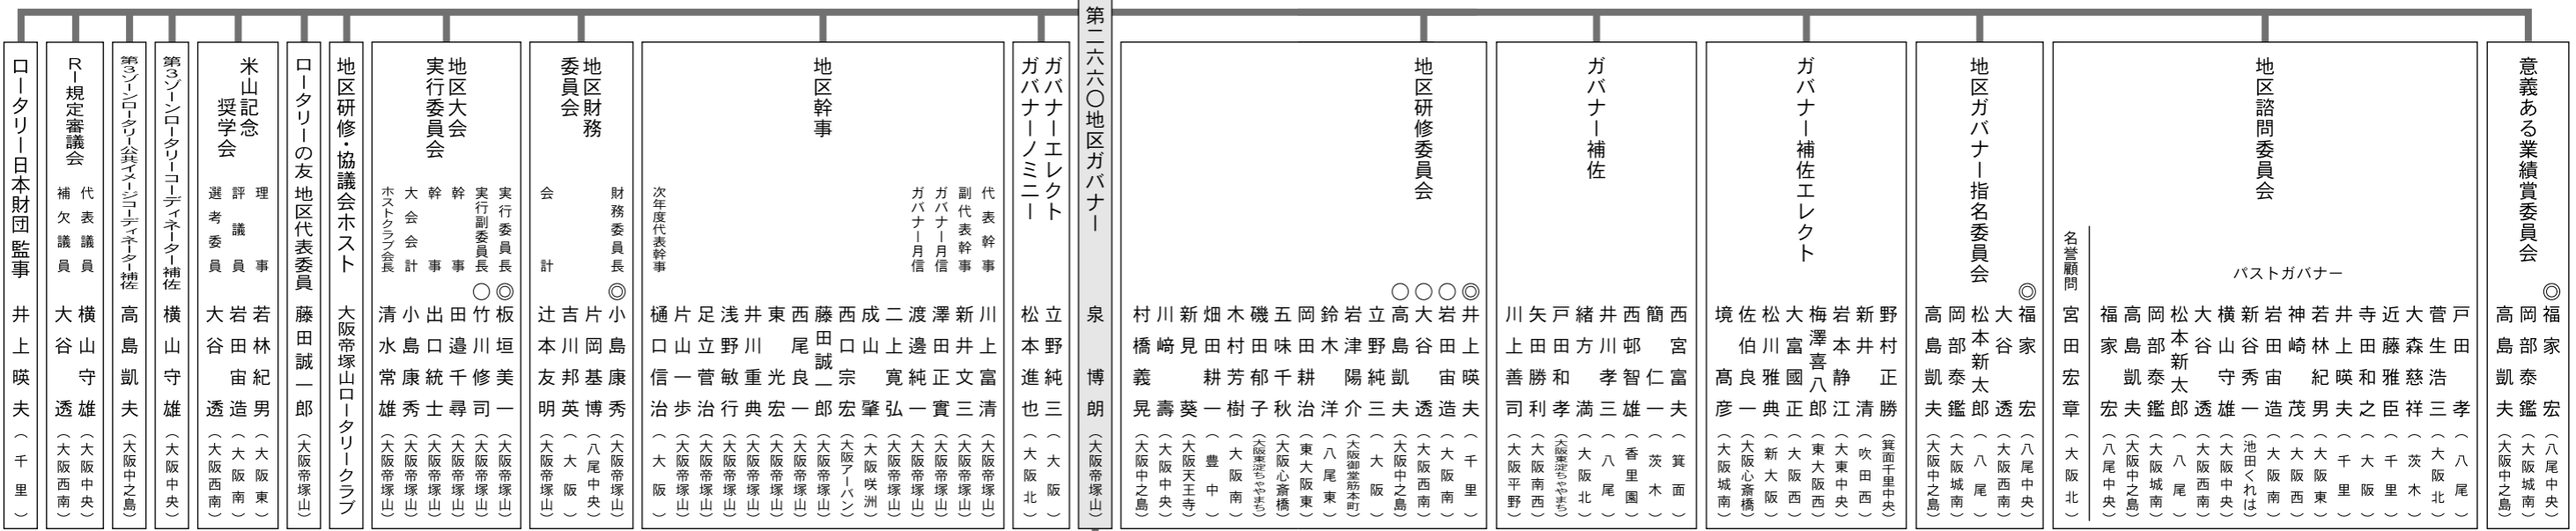 意義ある業績賞委員会
◎福家 宏（八尾中央）
岡部泰鑑（大阪城南）
高島凱夫（大阪中之島）
地区諮問委員会
パストガバナー
戸田 孝（八尾）
菅生浩三（大阪北）
大森慈祥（茨木）
近藤雅臣（千里）
寺田和之（大阪）
井上暎夫（千里）
若林紀男（大阪東）
神崎 茂（大阪西）
岩田宙造（大阪南）
新谷秀一（池田くれは）
横山守雄（大阪中央）
大谷 透（大阪西南）
松本新太郎（八尾）
岡部泰鑑（大阪城南）
高島凱夫（大阪中之島）
福家 宏（八尾中央）
名誉顧問 宮田宏章（大阪北）
地区ガバナー指名委員会
◎福家 宏（八尾中央）
大谷 透（大阪西南）
松本新太郎（八尾）
岡部泰鑑（大阪城南）
高島凱夫（大阪中之島）
ガバナー補佐エレクト
野村正勝（箕面千里中央）
新井 清（吹田西）
岩本静江（大東中央）
梅澤喜八郎（東大阪西）
大富國正（大阪西）
松川雅典（新大阪）
佐伯良一（大阪心斎橋）
境 髙彦（大阪城南）
ガバナー補佐
西宮富夫（箕面）
簡 仁一（茨木）
西邨智雄（香里園）
井川孝三（八尾）
緒方 満（大阪北）
戸田和孝（大阪東淀ちゃやまち）
矢田勝利（大阪西南）
川上善司（大阪平野）
地区研修委員会
◎井上暎夫（千里）
○岩田宙造（大阪南）
○大谷 透（大阪西南）
○高島凱夫（大阪中之島）
立野純三（大阪）
岩津陽介（大阪御堂筋本町）
鈴木 洋（八尾東）
岡田耕治（東大阪東）
五味千秋（大阪心斎橋）
磯田郁子（大阪東淀ちゃやまち）
木村芳樹（大阪南）
畑田耕一（豊中）
新見 葵（大阪天王寺）
川﨑 壽（大阪中央）
村橋義晃（大阪中之島）
第二六六〇地区ガバナー 泉 博朗（大阪帝塚山）
ガバナーエレクト 立野純三（大阪）
ガバナーノミニー 松本進也（大阪北）
地区幹事
代表幹事 川上富清（大阪帝塚山）
副代表幹事 新井文三（大阪帝塚山）
ガバナー月信 澤田正實（大阪帝塚山）
ガバナー月信 渡邊純一（大阪帝塚山）
二上寛弘（大阪帝塚山）
成山 肇（大阪咲洲）
西口宗宏（大阪アーバン）
藤田誠一郎（大阪帝塚山）
西尾良一（大阪帝塚山）
東 光宏（大阪帝塚山）
井川重典（大阪帝塚山）
浅野敏行（大阪帝塚山）
足立菅治（大阪帝塚山）
片山一歩（大阪帝塚山）
次年度代表幹事 樋口信治（大阪）
地区財務
委員会
財務委員長 ◎小島康秀（大阪帝塚山）
片岡基博（八尾中央）
吉川邦英（大阪）
会計 辻本友明（大阪帝塚山）
地区大会
実行委員会
実行委員長 ◎板垣美一（大阪帝塚山）
実行副委員長 ○竹川修司（大阪帝塚山）
幹事 田邉千尋（大阪帝塚山）
幹事 出口統士（大阪帝塚山）
大会会計 小島康秀（大阪帝塚山）
ホストクラブ会長 清水常雄（大阪帝塚山）
地区研修・協議会ホスト 大阪帝塚山ロータリークラブ
ロータリーの友 地区代表委員 藤田誠一郎（大阪帝塚山）
米山記念
奨学会
理事 若林紀男（大阪東）
評議員 岩田宙造（大阪南）
選考委員 大谷 透（大阪西南）
第3ゾーンロータリーコーディネーター補佐 横山守雄（大阪中央）
第3ゾーンロータリー公共イメージコーディネーター補佐 高島凱夫（大阪中之島）
RI規定審議会
代表議員 横山守雄（大阪中央）
補欠議員 大谷 透（大阪西南）
ロータリー日本財団 監事 井上暎夫（千里）